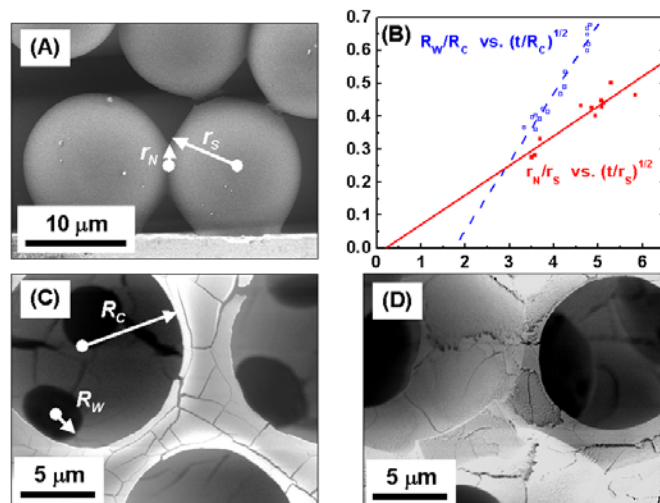 (A)
r_N
r_S
10 μm
(B)
0.7
0.6
0.5
0.4
0.3
0.2
0.1
0.0
R_W/R_C vs. (t/R_C)^1/2
r_N/r_S vs. (t/r_S)^1/2
0 1 2 3 4 5 6
(C)
R_C
R_W
5 μm
(D)
5 μm